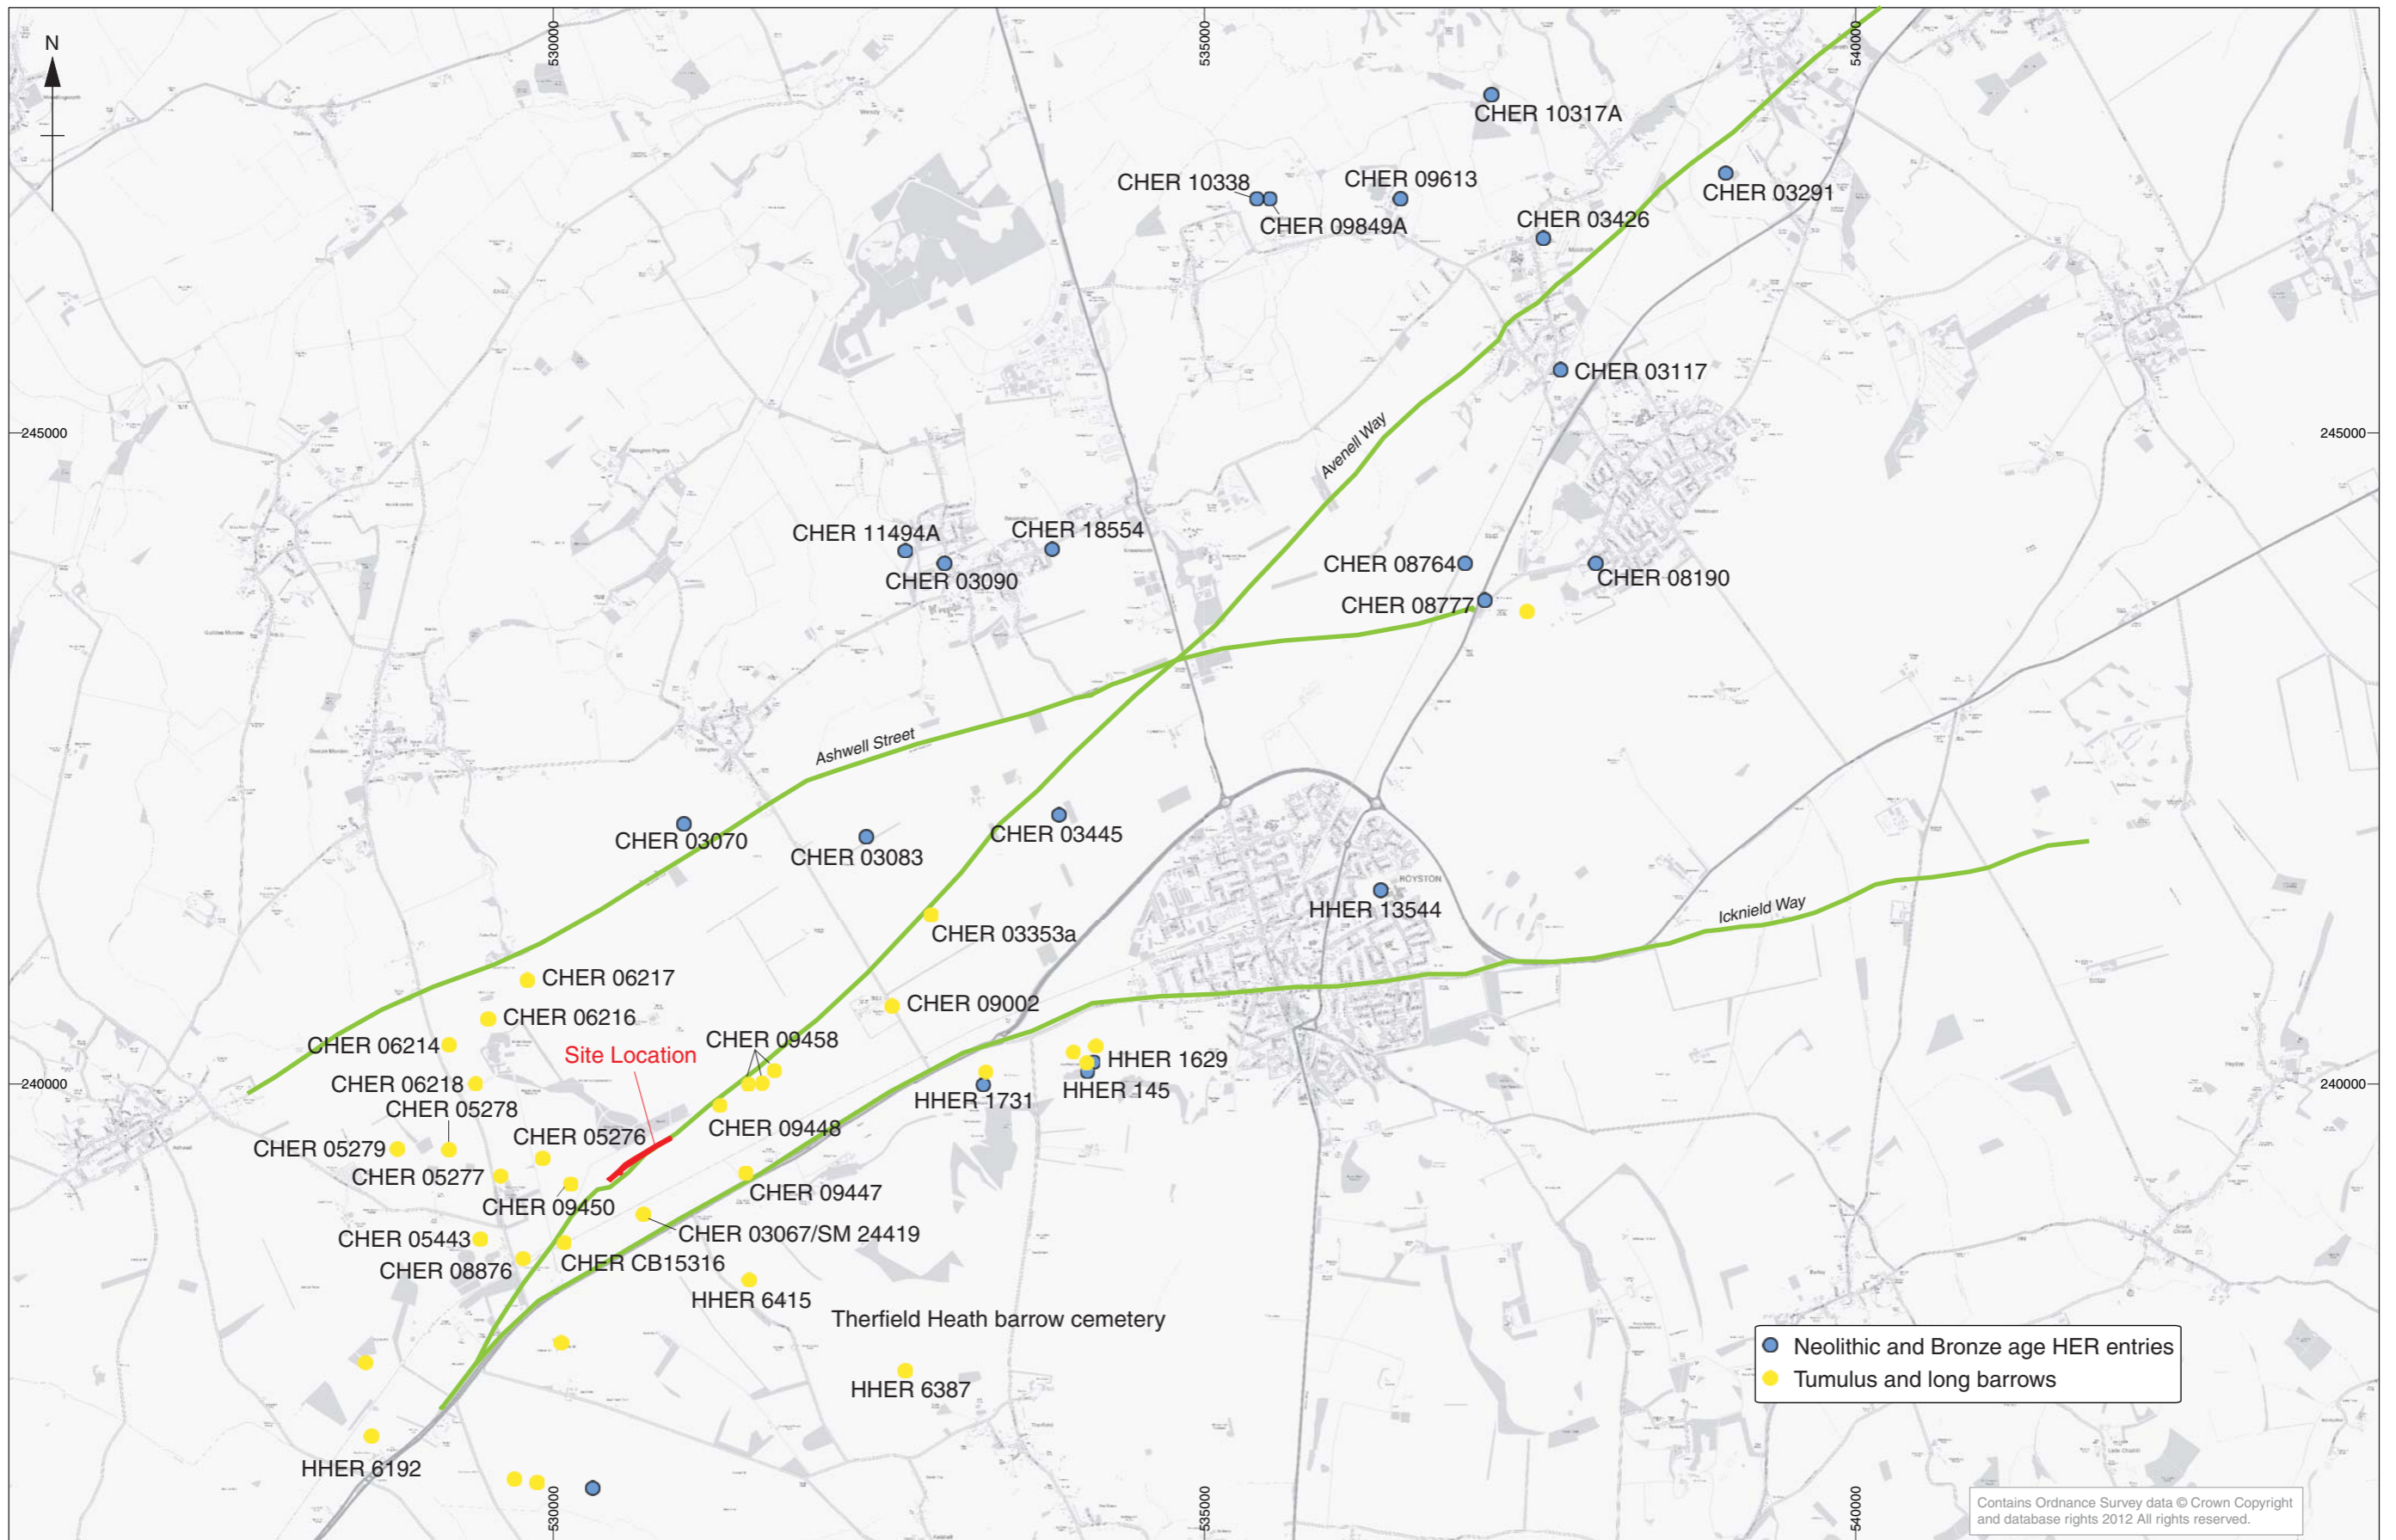 N
530000
535000
540000
CHER 10317A
CHER 10338
CHER 09613
CHER 03291
CHER 09849A
CHER 03426
CHER 03117
245000
245000
Avenell Way
CHER 11494A
CHER 18554
CHER 03090
CHER 08764
CHER 08190
CHER 08777
Ashwell Street
CHER 03070
CHER 03083
CHER 03445
ROYSTON
HHER 13544
Icknield Way
CHER 03353a
CHER 06217
CHER 09002
CHER 06216
CHER 06214
Site Location
CHER 09458
HHER 1629
CHER 06218
240000
240000
HHER 145
HHER 1731
CHER 05278
CHER 05276
CHER 09448
CHER 05279
CHER 05277
CHER 09447
CHER 09450
CHER 03067/SM 24419
CHER 05443
CHER CB15316
CHER 08876
HHER 6415
Therfield Heath barrow cemetery
HHER 6387
HHER 6192
Neolithic and Bronze age HER entries
Tumulus and long barrows
530000
535000
540000
Contains Ordnance Survey data © Crown Copyright
and database rights 2012 All rights reserved.